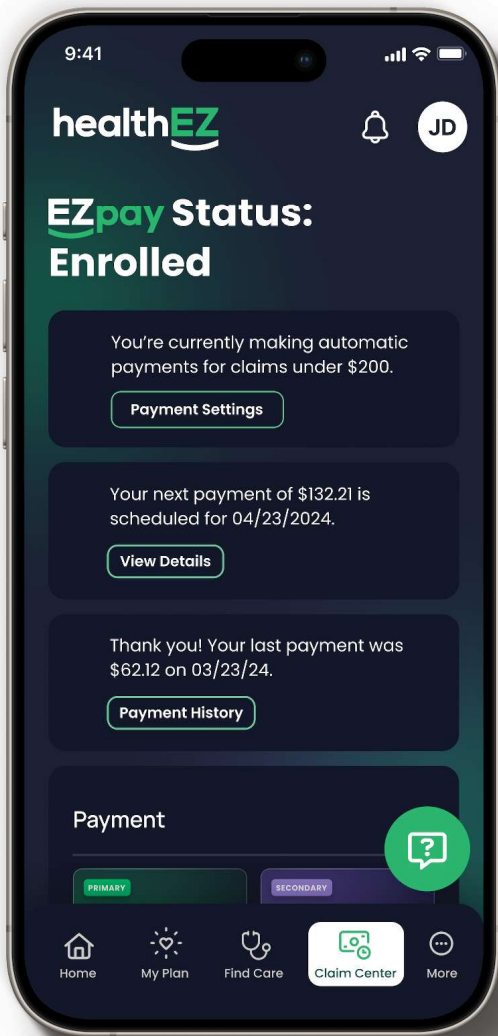 9:41
healthEZ
JD
EZpay Status:
Enrolled
You're currently making automatic
payments for claims under $200.
Payment Settings
Your next payment of $132.21 is
scheduled for 04/23/2024.
View Details
Thank you! Your last payment was
$62.12 on 03/23/24.
Payment History
Payment
?
PRIMARY
SECONDARY
Home
My Plan
Find Care
Claim Center
More